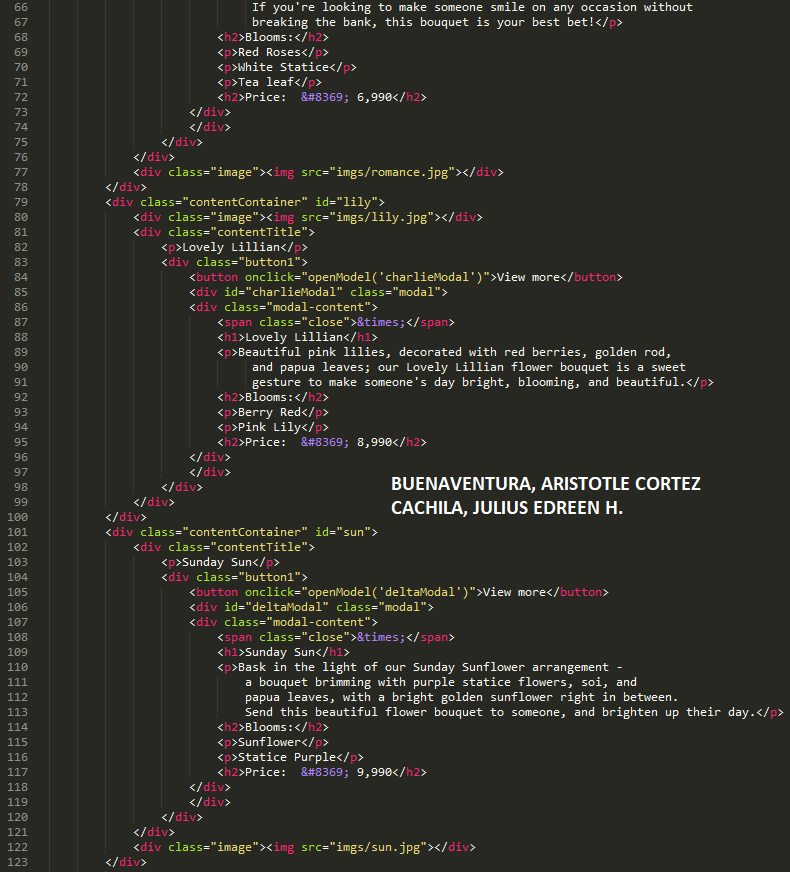 66 If you're looking to make someone smile on any occasion without
67 breaking the bank, this bouquet is your best bet!</p>
68 <h2>Blooms:</h2>
69 <p>Red Roses</p>
70 <p>White Statice</p>
71 <p>Tea leaf</p>
72 <h2>Price:  &#8369; 6,990</h2>
73 </div>
74 </div>
75 </div>
76 </div>
77 <div class="image"><img src="imgs/romance.jpg"></div>
78 </div>
79 <div class="contentContainer" id="lily">
80 <div class="image"><img src="imgs/lily.jpg"></div>
81 <div class="contentTitle">
82 <p>Lovely Lillian</p>
83 <div class="button1">
84 <button onclick="openModel('charlieModal')">View more</button>
85 <div id="charlieModal" class="modal">
86 <div class="modal-content">
87 <span class="close">&times;</span>
88 <h1>Lovely Lillian</h1>
89 <p>Beautiful pink lilies, decorated with red berries, golden rod,
90 and papua leaves; our Lovely Lillian flower bouquet is a sweet
91 gesture to make someone's day bright, blooming, and beautiful.</p>
92 <h2>Blooms:</h2>
93 <p>Berry Red</p>
94 <p>Pink Lily</p>
95 <h2>Price:  &#8369; 8,990</h2>
96 </div>
97 </div>
98 </div>
99 </div>
BUENAVENTURA, ARISTOTLE CORTEZ
CACHILA, JULIUS EDREEN H.
100 </div>
101 <div class="contentContainer" id="sun">
102 <div class="contentTitle">
103 <p>Sunday Sun</p>
104 <div class="button1">
105 <button onclick="openModel('deltaModal')">View more</button>
106 <div id="deltaModal" class="modal">
107 <div class="modal-content">
108 <span class="close">&times;</span>
109 <h1>Sunday Sun</h1>
110 <p>Bask in the light of our Sunday Sunflower arrangement -
111 a bouquet brimming with purple statice flowers, soi, and
112 papua leaves, with a bright golden sunflower right in between.
113 Send this beautiful flower bouquet to someone, and brighten up their day.</p>
114 <h2>Blooms:</h2>
115 <p>Sunflower</p>
116 <p>Statice Purple</p>
117 <h2>Price:  &#8369; 9,990</h2>
118 </div>
119 </div>
120 </div>
121 </div>
122 <div class="image"><img src="imgs/sun.jpg"></div>
123 </div>